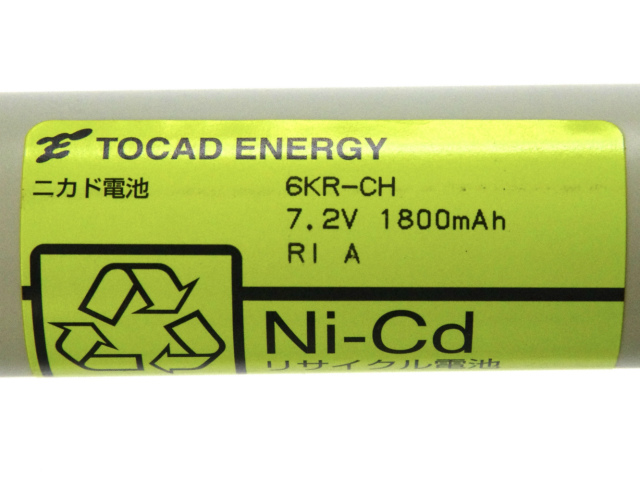 TOCAD ENERGY
ニカド電池 6KR-CH
7.2V 1800mAh
RI A
Ni-Cd
リサイクル電池